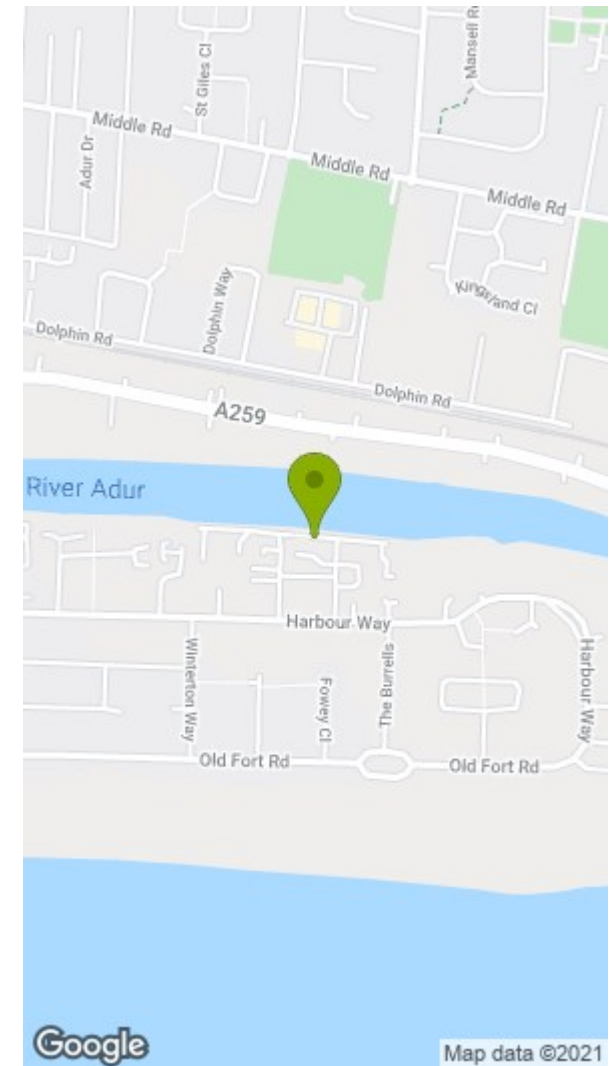 St Giles Cl
Mansell R
Middle Rd
Adur Dr
Middle Rd
Middle Rd
Dolphin Way
Kingsland Cl
Dolphin Rd
Dolphin Rd
A259
River Adur
Harbour Way
Winterton Way
Fowey Cl
The Burrells
Harbour Way
Old Fort Rd
Old Fort Rd
Google
Map data ©2021